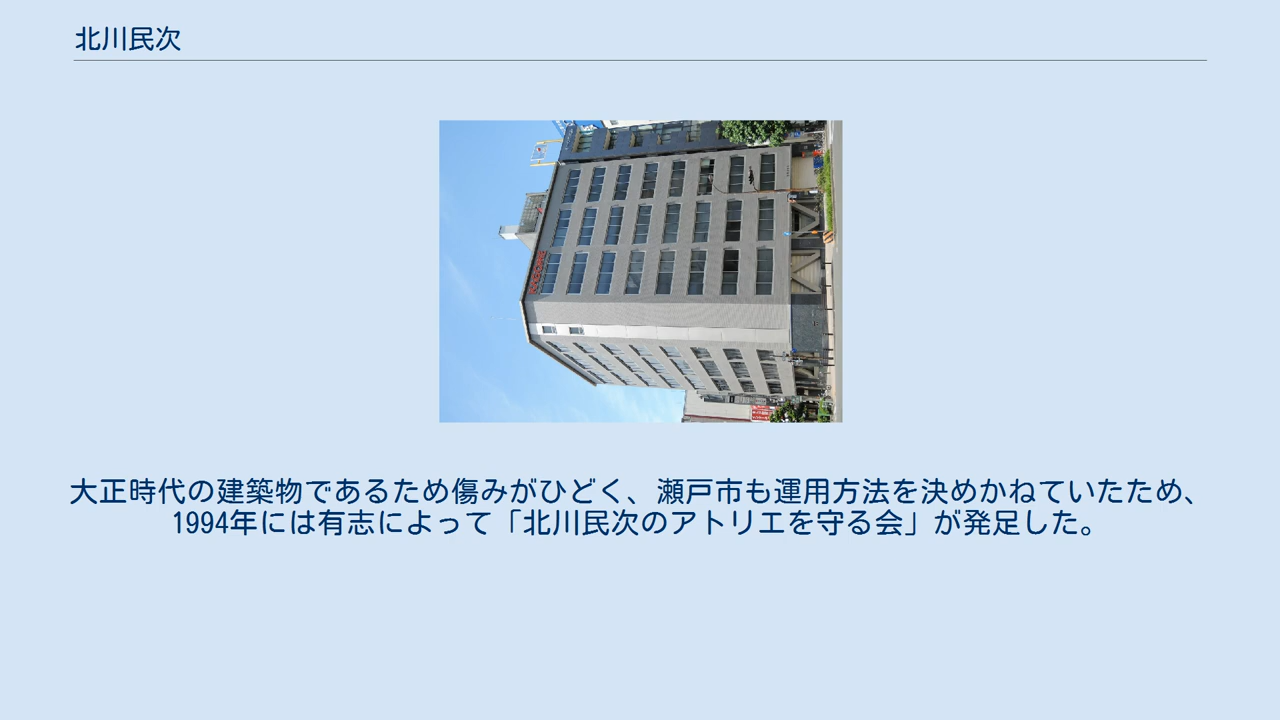 北川民次
大正時代の建築物であるため傷みがひどく、瀬戸市も運用方法を決めかねていたため、
1994年には有志によって「北川民次のアトリエを守る会」が発足した。